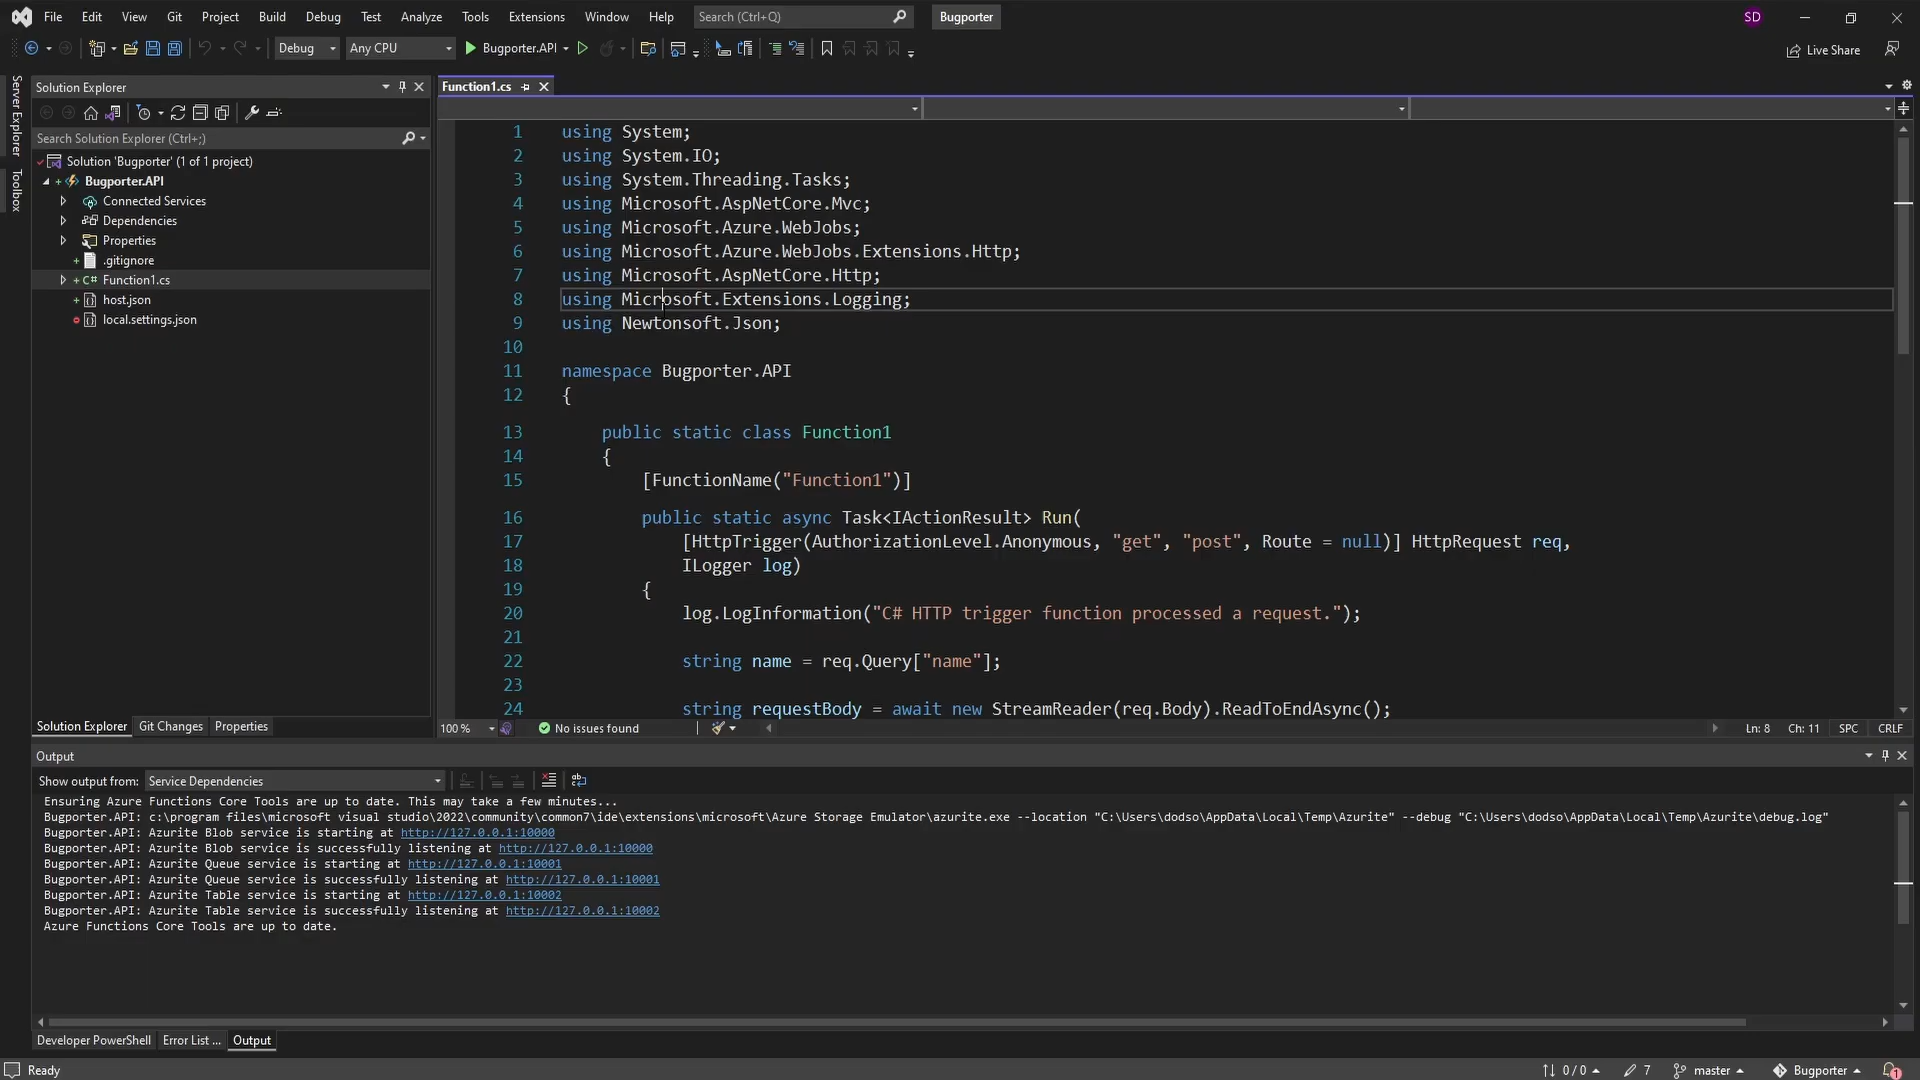 File Edit View Git Project Build Debug Test Analyze Tools Extensions Window Help Search (Ctrl+Q) Bugporter SD
Debug Any CPU Bugporter.API Live Share
Server Explorer
Toolbox
Solution Explorer
Search Solution Explorer (Ctrl+;)
Solution 'Bugporter' (1 of 1 project)
Bugporter.API
Connected Services
Dependencies
Properties
.gitignore
C# Function1.cs
host.json
local.settings.json
Solution Explorer Git Changes Properties
Function1.cs
1 using System;
2 using System.IO;
3 using System.Threading.Tasks;
4 using Microsoft.AspNetCore.Mvc;
5 using Microsoft.Azure.WebJobs;
6 using Microsoft.Azure.WebJobs.Extensions.Http;
7 using Microsoft.AspNetCore.Http;
8 using Microsoft.Extensions.Logging;
9 using Newtonsoft.Json;
10
11 namespace Bugporter.API
12 {
13 public static class Function1
14 {
15 [FunctionName("Function1")]
16 public static async Task<IActionResult> Run(
17 [HttpTrigger(AuthorizationLevel.Anonymous, "get", "post", Route = null)] HttpRequest req,
18 ILogger log)
19 {
20 log.LogInformation("C# HTTP trigger function processed a request.");
21
22 string name = req.Query["name"];
23
24 string requestBody = await new StreamReader(req.Body).ReadToEndAsync();
100 % No issues found Ln: 8 Ch: 11 SPC CRLF
Output
Show output from: Service Dependencies
Ensuring Azure Functions Core Tools are up to date. This may take a few minutes...
Bugporter.API: c:\program files\microsoft visual studio\2022\community\common7\ide\extensions\microsoft\Azure Storage Emulator\azurite.exe --location "C:\Users\dodso\AppData\Local\Temp\Azurite" --debug "C:\Users\dodso\AppData\Local\Temp\Azurite\debug.log"
Bugporter.API: Azurite Blob service is starting at http://127.0.0.1:10000
Bugporter.API: Azurite Blob service is successfully listening at http://127.0.0.1:10000
Bugporter.API: Azurite Queue service is starting at http://127.0.0.1:10001
Bugporter.API: Azurite Queue service is successfully listening at http://127.0.0.1:10001
Bugporter.API: Azurite Table service is starting at http://127.0.0.1:10002
Bugporter.API: Azurite Table service is successfully listening at http://127.0.0.1:10002
Azure Functions Core Tools are up to date.
Developer PowerShell Error List ... Output
Ready 0 / 0 7 master Bugporter 1